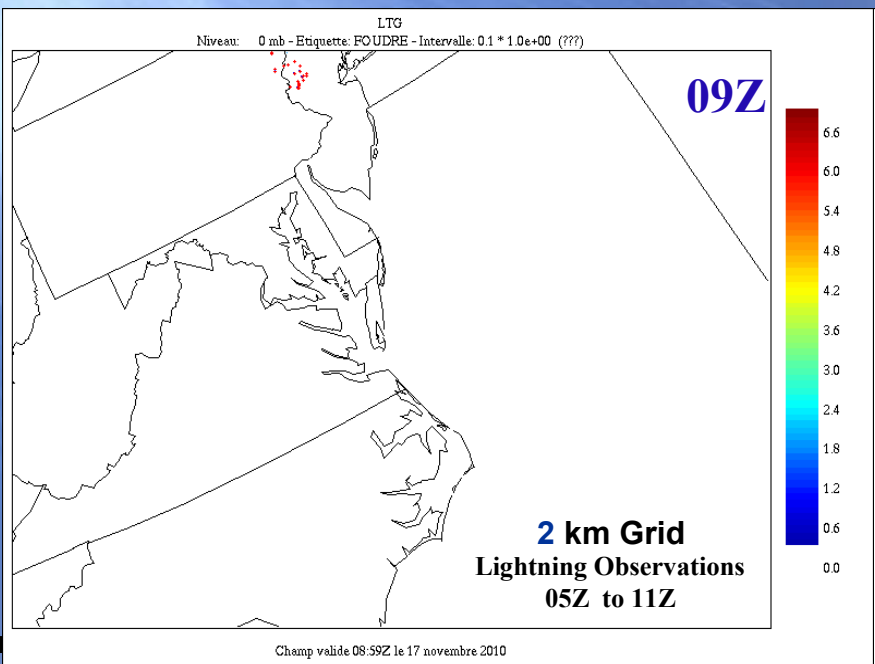 LTG
Niveau: 0 mb - Etiquette: FOUDRE - Intervalle: 0.1 * 1.0e+00 (???)
09Z
6.6
6.0
5.4
4.8
4.2
3.6
3.0
2.4
1.8
1.2
0.6
0.0
2 km Grid
Lightning Observations
05Z to 11Z
Champ valide 08:59Z le 17 novembre 2010